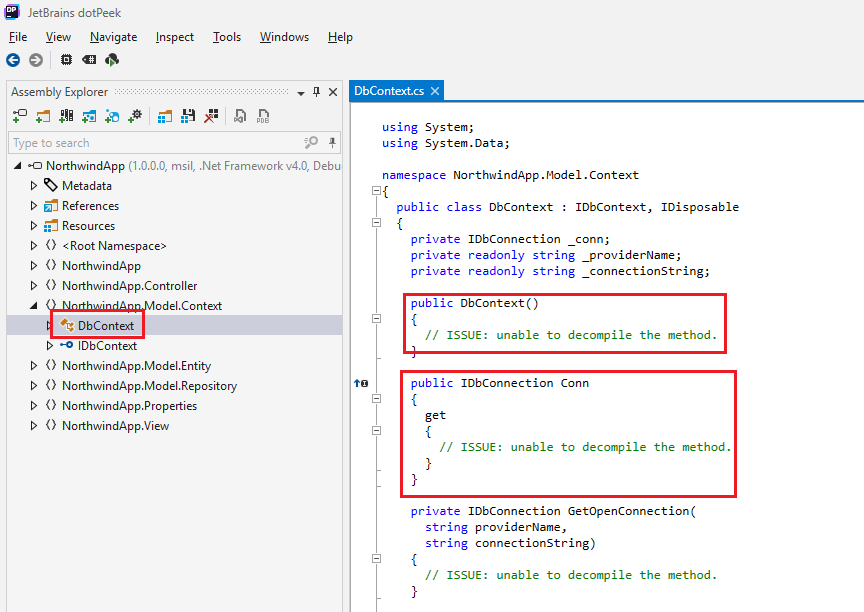 JetBrains dotPeek
File View Navigate Inspect Tools Windows Help
Assembly Explorer
Type to search
NorthwindApp (1.0.0.0, msil, .Net Framework v4.0, Debu
Metadata
References
Resources
<Root Namespace>
NorthwindApp
NorthwindApp.Controller
NorthwindApp.Model.Context
DbContext
IDbContext
NorthwindApp.Model.Entity
NorthwindApp.Model.Repository
NorthwindApp.Properties
NorthwindApp.View
DbContext.cs
using System;
using System.Data;
namespace NorthwindApp.Model.Context
{
public class DbContext : IDbContext, IDisposable
{
private IDbConnection _conn;
private readonly string _providerName;
private readonly string _connectionString;
public DbContext()
{
// ISSUE: unable to decompile the method.
}
public IDbConnection Conn
{
get
{
// ISSUE: unable to decompile the method.
}
}
private IDbConnection GetOpenConnection(
string providerName,
string connectionString)
{
// ISSUE: unable to decompile the method.
}